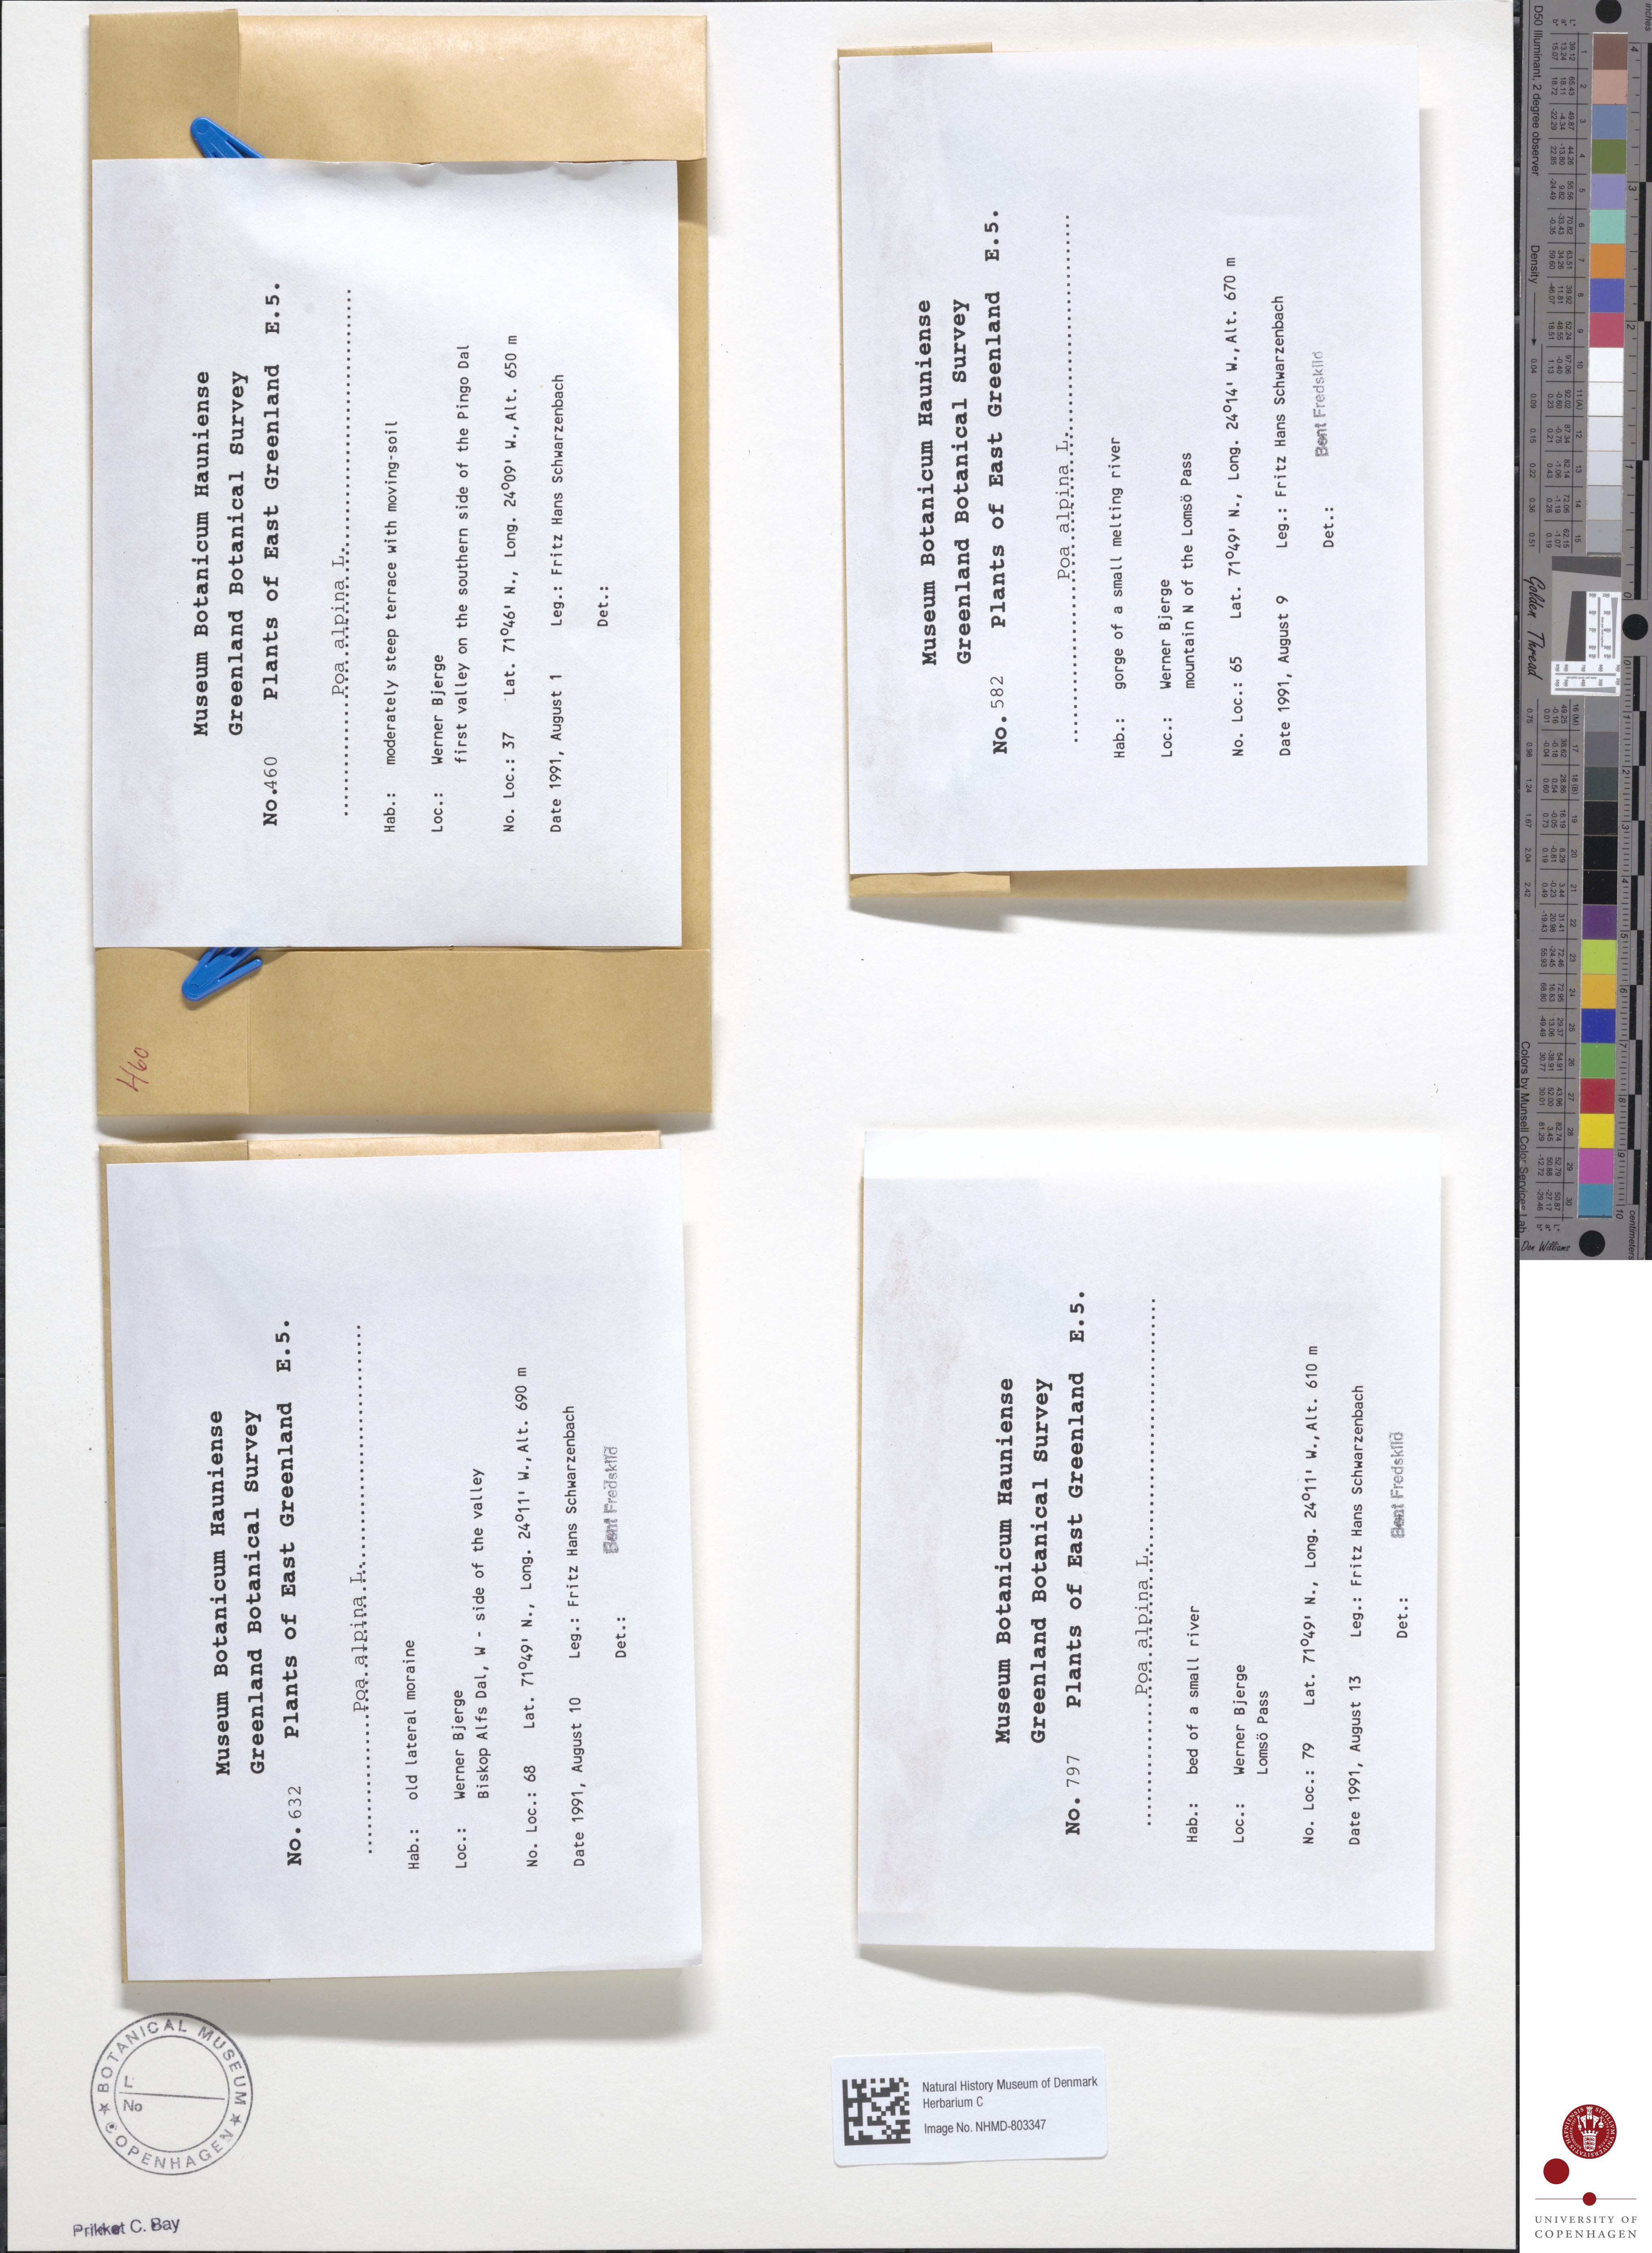 Museum Botanicum Hauniense
Greenland Botanical Survey
No. 460 Plants of East Greenland E.5.
Poa alpina L.
Hab.: moderately steep terrace with moving-soil
Loc.: Werner Bjerge
first valley on the southern side of the Pingo Dal
No. Loc.: 37 Lat. 71°46' N., Long. 24°09' W., Alt. 650 m
Date 1991, August 1 Leg.: Fritz Hans Schwarzenbach
Det.:
460
Museum Botanicum Hauniense
Greenland Botanical Survey
No. 582 Plants of East Greenland E.5.
Poa alpina L.
Hab.: gorge of a small melting river
Loc.: Werner Bjerge
mountain N of the Lomsö Pass
No. Loc.: 65 Lat. 71°49' N., Long. 24°14' W., Alt. 670 m
Date 1991, August 9 Leg.: Fritz Hans Schwarzenbach
Det.: Bent Fredskild
Museum Botanicum Hauniense
Greenland Botanical Survey
No. 632 Plants of East Greenland E.5.
Poa alpina L.
Hab.: old lateral moraine
Loc.: Werner Bjerge
Biskop Alfs Dal, W - side of the valley
No. Loc.: 68 Lat. 71°49' N., Long. 24°11' W., Alt. 690 m
Date 1991, August 10 Leg.: Fritz Hans Schwarzenbach
Det.: Bent Fredskild
Museum Botanicum Hauniense
Greenland Botanical Survey
No. 797 Plants of East Greenland E.5.
Poa alpina L.
Hab.: bed of a small river
Loc.: Werner Bjerge
Lomsö Pass
No. Loc.: 79 Lat. 71°49' N., Long. 24°11' W., Alt. 610 m
Date 1991, August 13 Leg.: Fritz Hans Schwarzenbach
Det.: Bent Fredskild
BOTANICAL MUSEUM
L
No
COPENHAGEN
Natural History Museum of Denmark
Herbarium C
Image No. NHMD-803347
Prikket C. Bay
D50 Illuminant, 2 degree observer
Density
Golden Thread
Colors by Munsell Color Services Lab
Don Williams
inches
centimeters
UNIVERSITY OF
COPENHAGEN